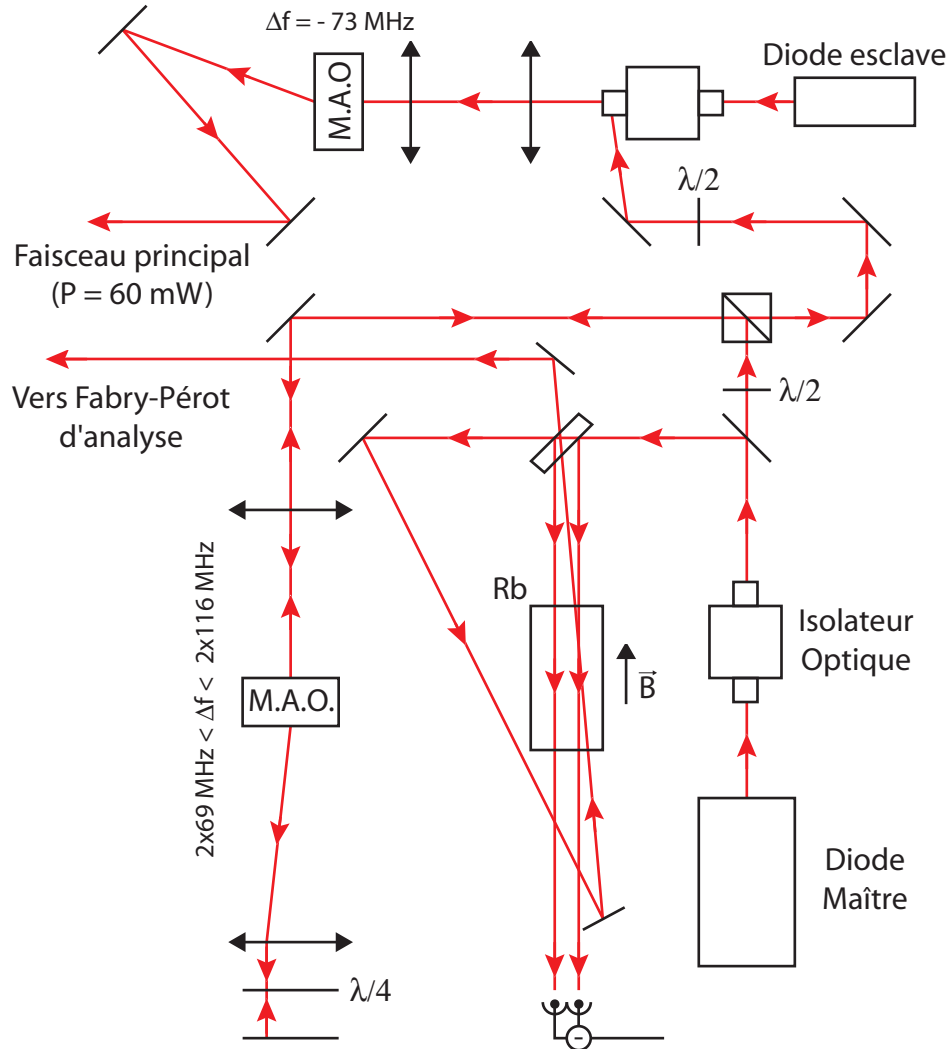 Δf = - 73 MHz
Diode esclave
M.A.O
λ/2
Faisceau principal
(P = 60 mW)
λ/2
Vers Fabry-Pérot
d'analyse
2x69 MHz < Δf < 2x116 MHz
Rb
B
Isolateur
Optique
M.A.O.
Diode
Maître
λ/4
-